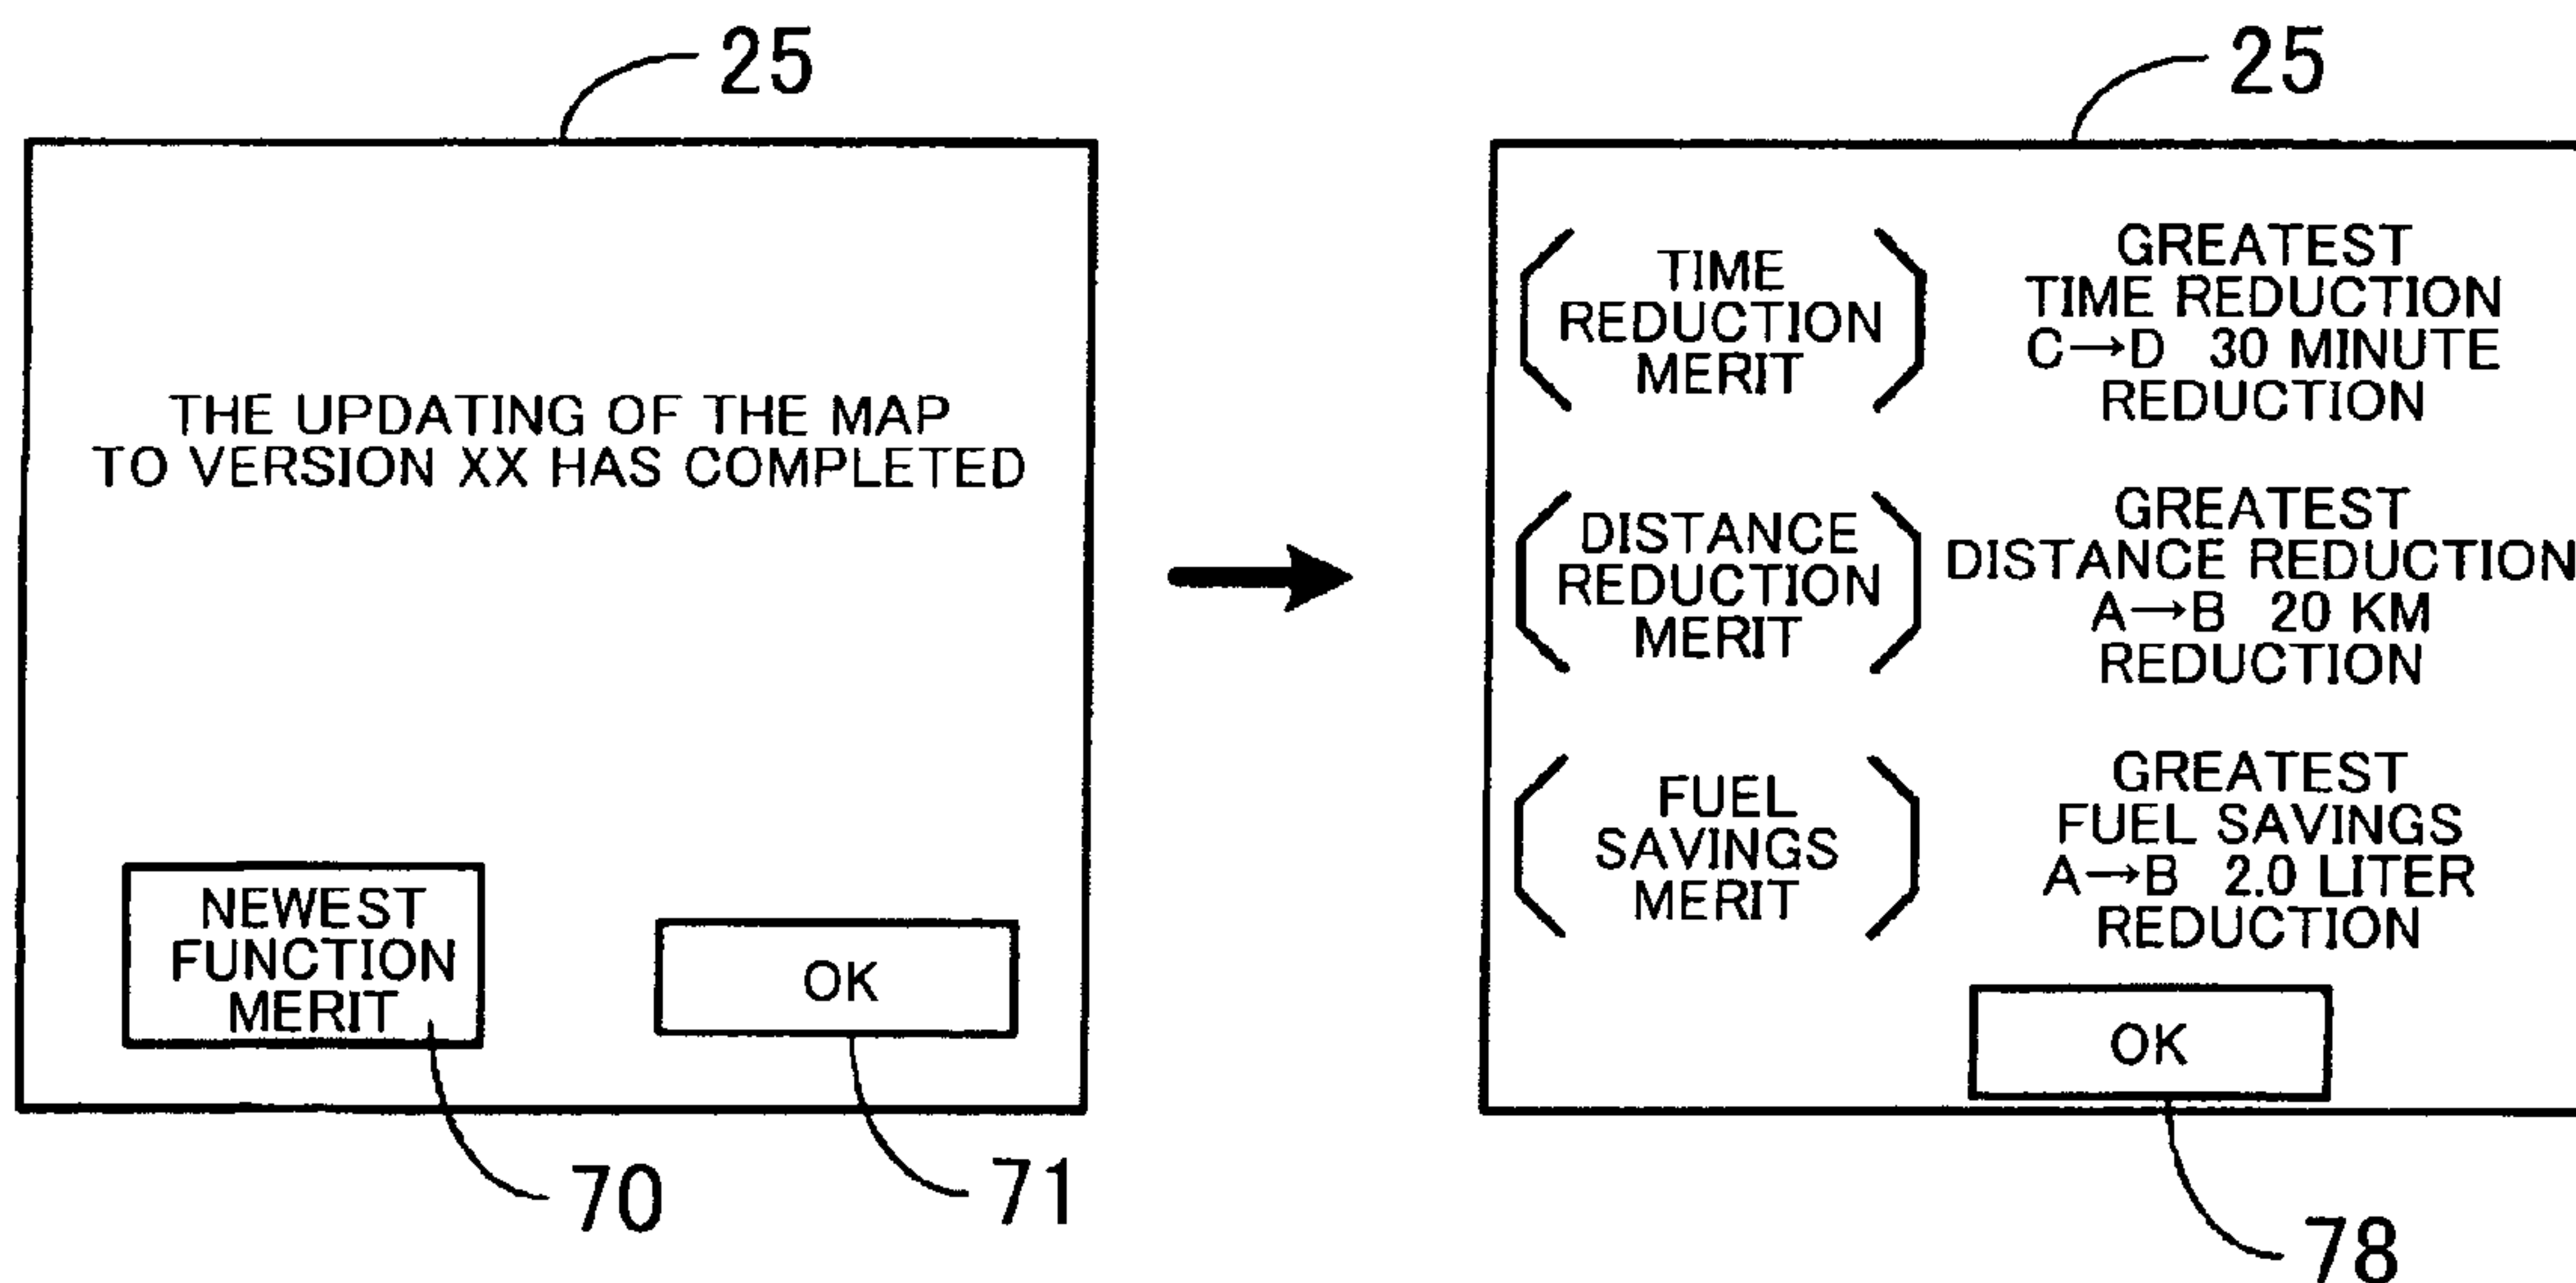 25
THE UPDATING OF THE MAP
TO VERSION XX HAS COMPLETED
NEWEST
FUNCTION
MERIT
OK
70
71
25
TIME
REDUCTION
MERIT
GREATEST
TIME REDUCTION
C→D 30 MINUTE
REDUCTION
DISTANCE
REDUCTION
MERIT
GREATEST
DISTANCE REDUCTION
A→B 20 KM
REDUCTION
FUEL
SAVINGS
MERIT
GREATEST
FUEL SAVINGS
A→B 2.0 LITER
REDUCTION
OK
78